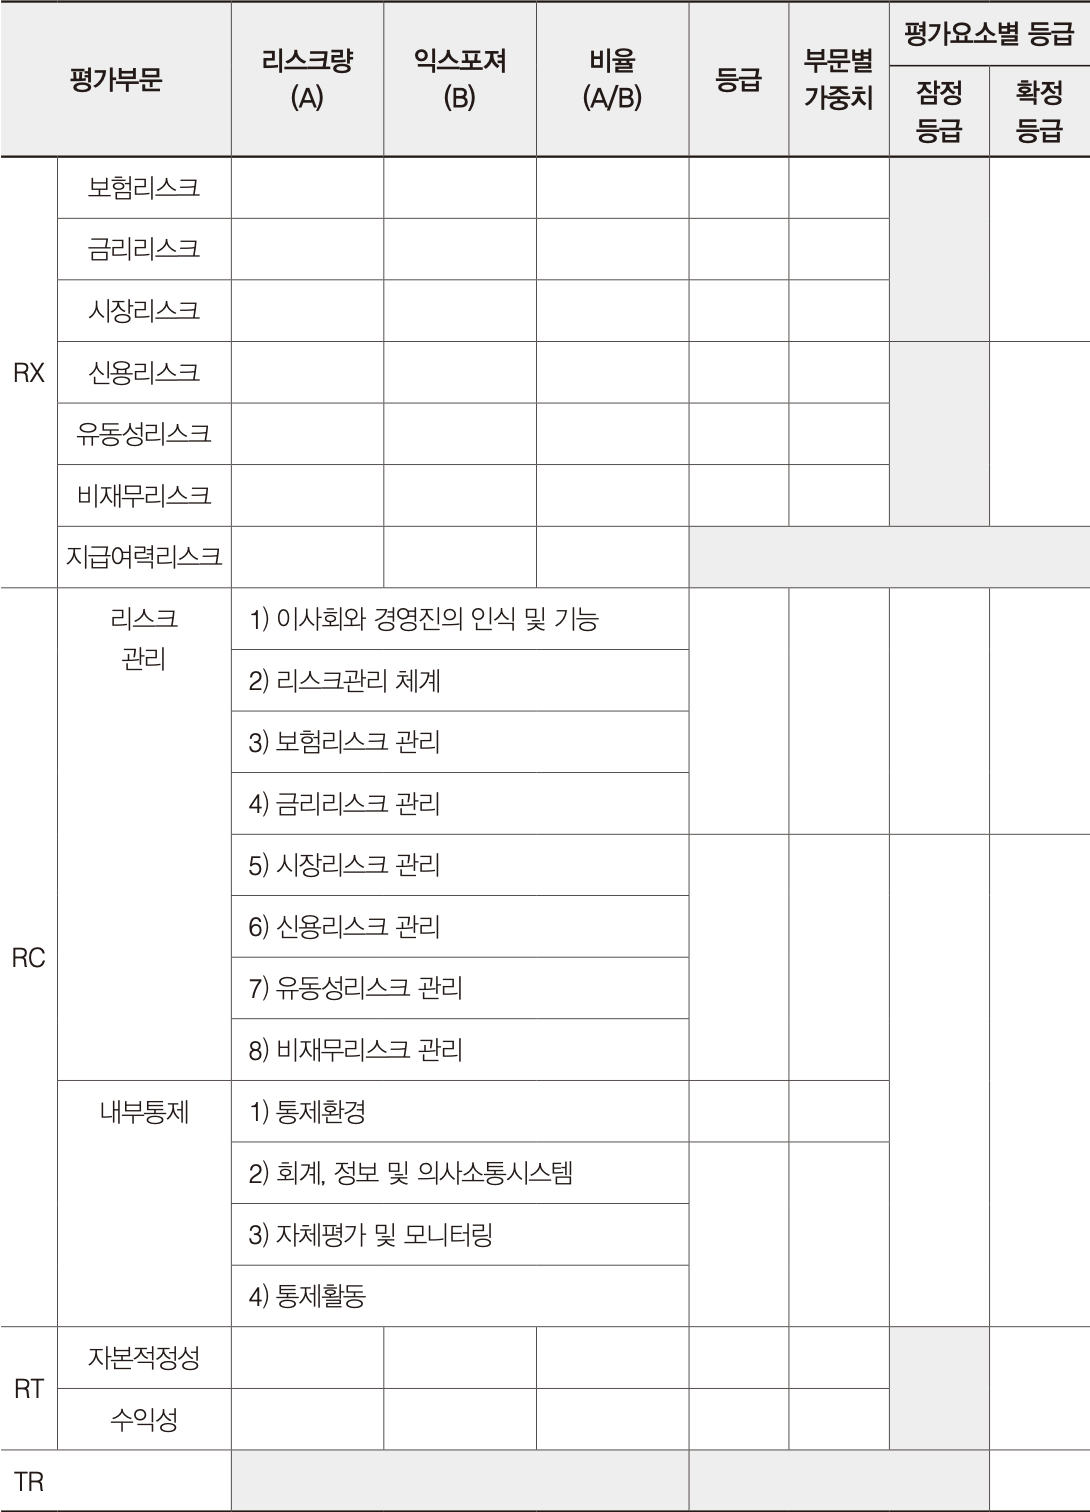 평가부문
리스크량
(A)
익스포져
(B)
비율
(A/B)
등급
부문별
가중치
평가요소별 등급
잠정
등급
확정
등급
RX
보험리스크
금리리스크
시장리스크
신용리스크
유동성리스크
비재무리스크
지급여력리스크
RC
리스크
관리
1) 이사회와 경영진의 인식 및 기능
2) 리스크관리 체계
3) 보험리스크 관리
4) 금리리스크 관리
5) 시장리스크 관리
6) 신용리스크 관리
7) 유동성리스크 관리
8) 비재무리스크 관리
내부통제
1) 통제환경
2) 회계, 정보 및 의사소통시스템
3) 자체평가 및 모니터링
4) 통제활동
RT
자본적정성
수익성
TR